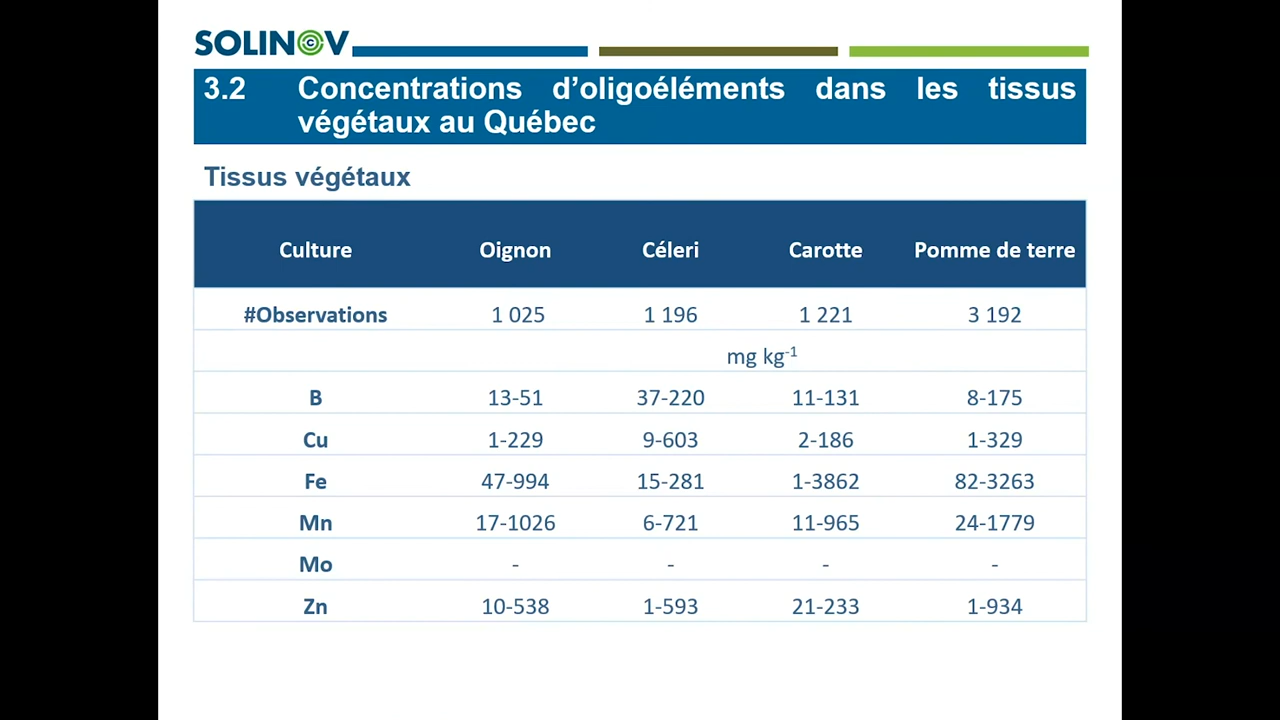 SOLINOV
3.2 Concentrations d'oligoéléments dans les tissus
végétaux au Québec
Tissus végétaux
Culture Oignon Céleri Carotte Pomme de terre
#Observations 1 025 1 196 1 221 3 192
mg kg-1
B 13-51 37-220 11-131 8-175
Cu 1-229 9-603 2-186 1-329
Fe 47-994 15-281 1-3862 82-3263
Mn 17-1026 6-721 11-965 24-1779
Mo - - - -
Zn 10-538 1-593 21-233 1-934